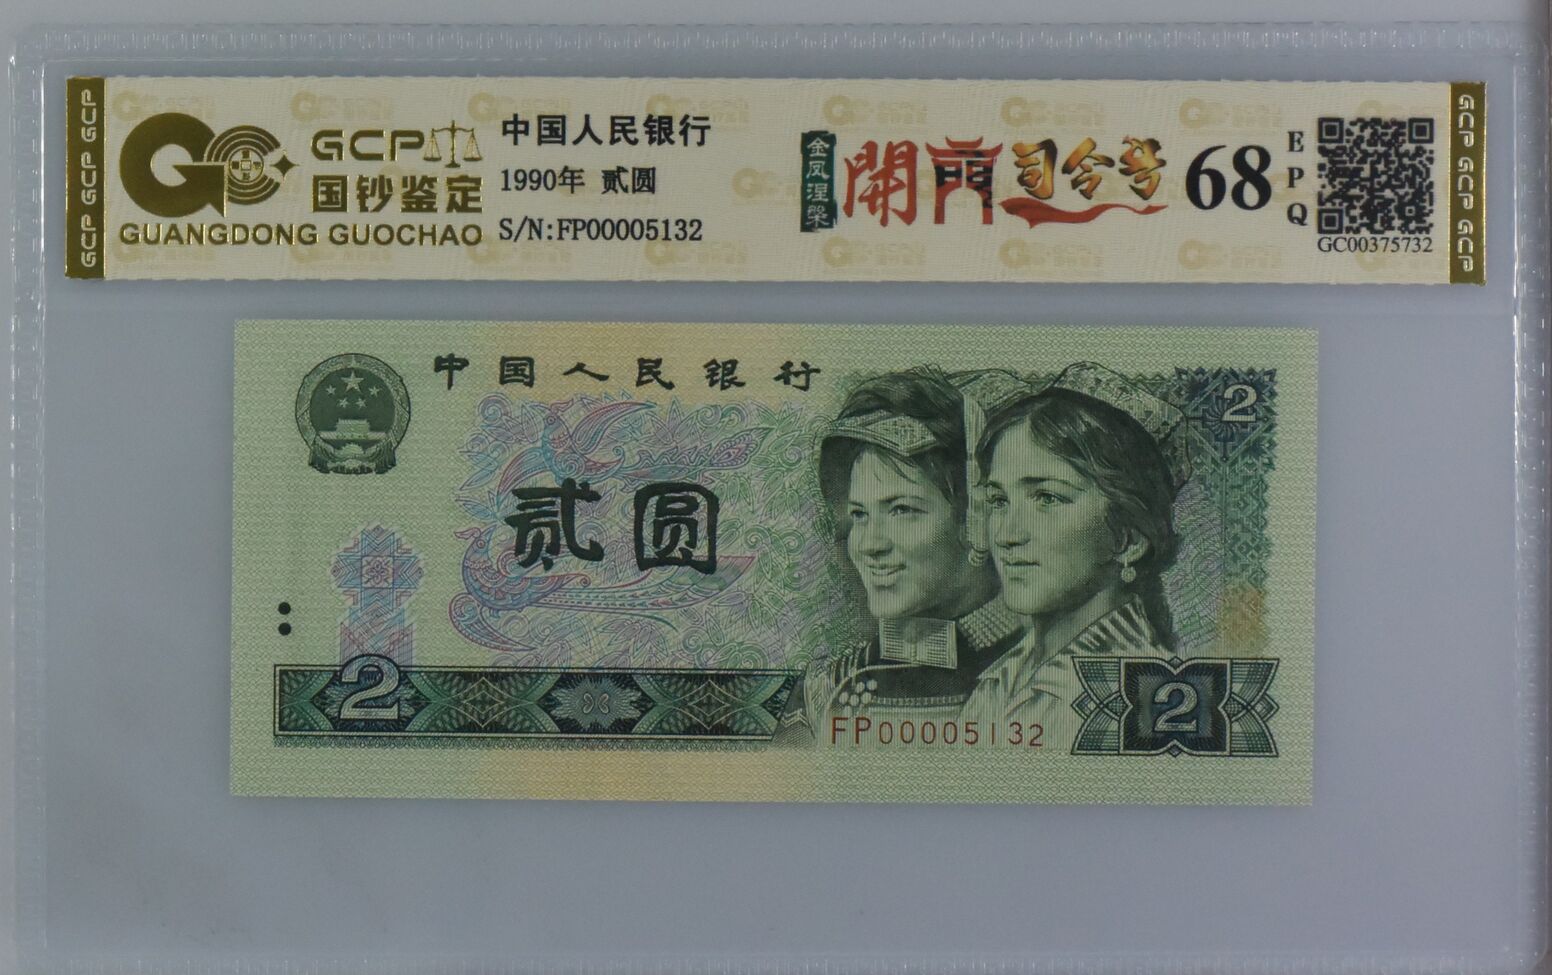 GCP GCP GCP
GCP
国钞鉴定
GUANGDONG GUOCHAO
中国人民银行
1990年 贰圆
S/N:FP00005132
金凤涅槃
開門
司令号
68
EPQ
GC00375732
GCP GCP GCP
中国人民银行
2
贰圆
2
FP00005132
2